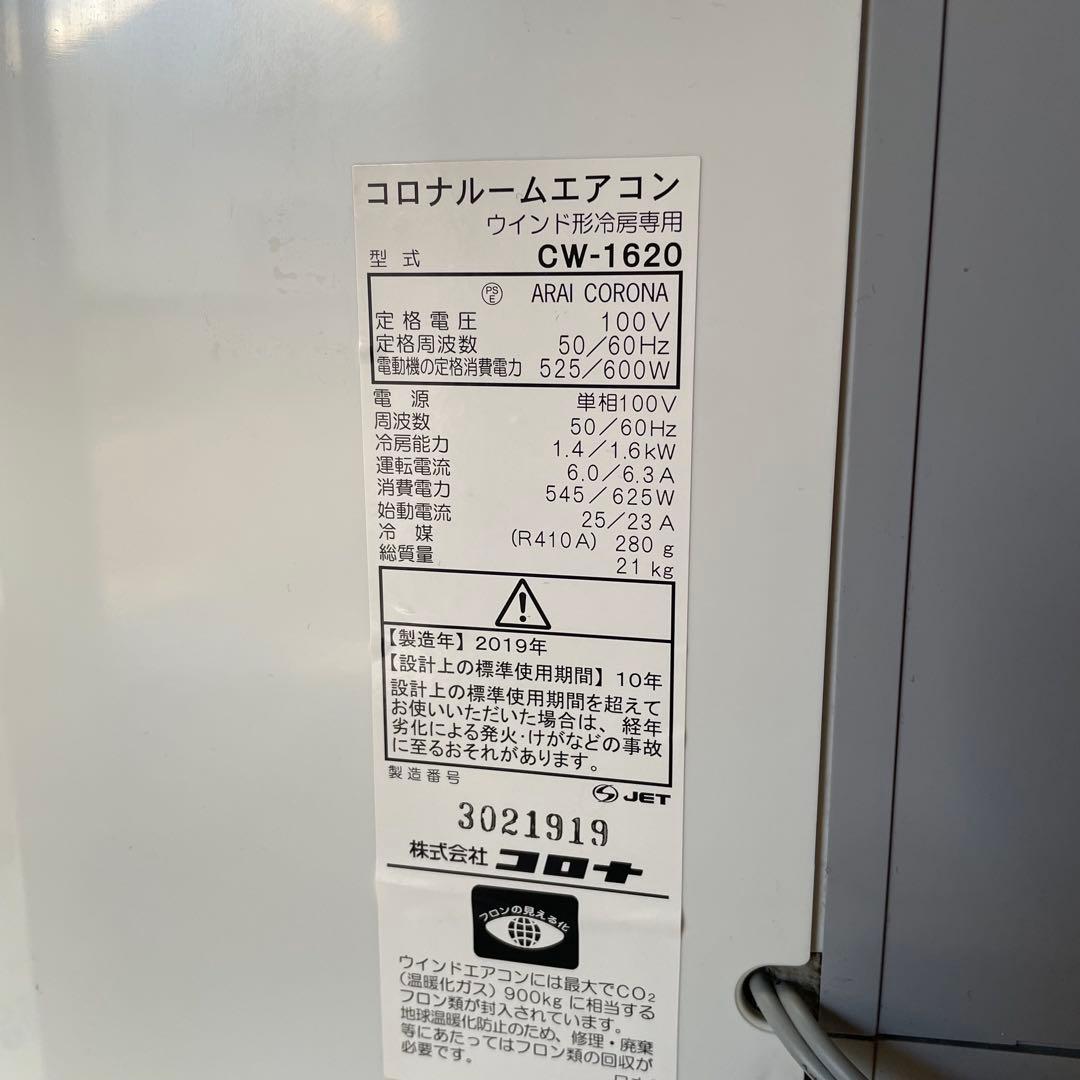 コロナルームエアコン
ウインド形冷房専用
型式 CW-1620
PSE ARAI CORONA
定格電圧 100V
定格周波数 50/60Hz
電動機の定格消費電力 525/600W
電源 単相100V
周波数 50/60Hz
冷房能力 1.4/1.6kW
運転電流 6.0/6.3A
消費電力 545/625W
始動電流 25/23A
冷媒 (R410A) 280g
総質量 21kg
【製造年】2019年
【設計上の標準使用期間】10年
設計上の標準使用期間を超えて
お使いいただいた場合は、経年
劣化による発火・けがなどの事故
に至るおそれがあります。
製造番号
JET
3021919
株式会社 コロナ
フロンの見える化
ウインドエアコンには最大でCO₂
(温暖化ガス)900kgに相当する
フロン類が封入されています。
地球温暖化防止のため、修理・廃棄
等にあたってはフロン類の回収が
必要です。